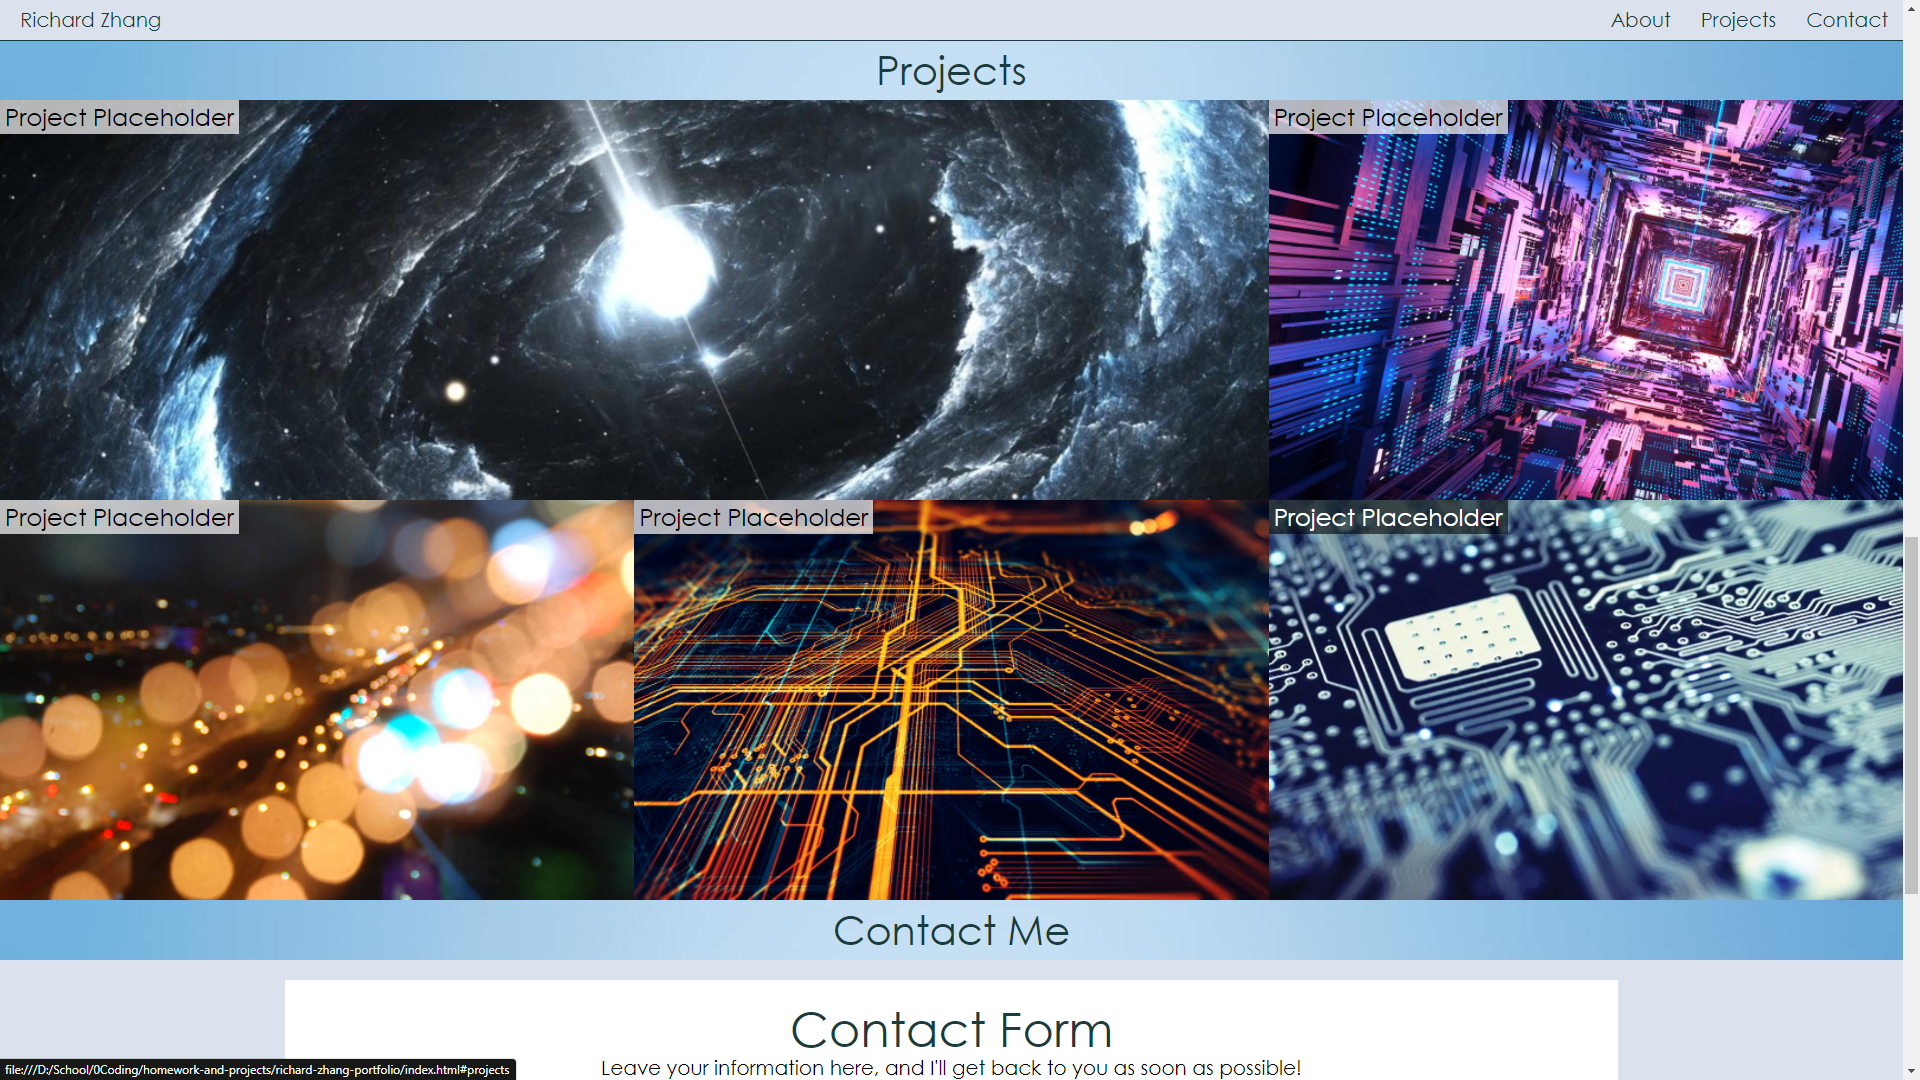 Richard Zhang
About Projects Contact
Projects
Project Placeholder
Project Placeholder
Project Placeholder
Project Placeholder
Project Placeholder
Contact Me
Contact Form
Leave your information here, and I'll get back to you as soon as possible!
file:///D:/School/0Coding/homework-and-projects/richard-zhang-portfolio/index.html#projects